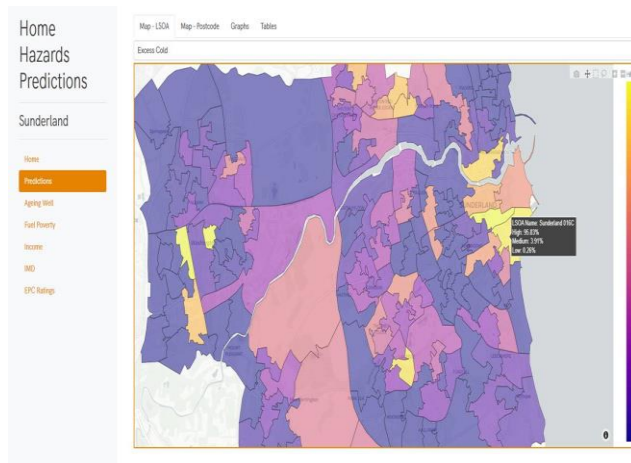 Home
Hazards
Predictions
Sunderland
Home
Predictions
Ageing Well
Fuel Poverty
Income
IMD
EPC Ratings
Map - LSOA
Map - Postcode
Graphs
Tables
Excess Cold
LSOA Name: Sunderland 016C
High: 95.83%
Medium: 3.91%
Low: 0.26%